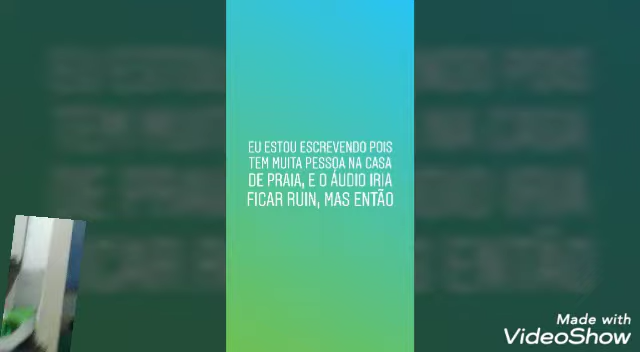 EU ESTOU ESCREVENDO POIS
TEM MUITA PESSOA NA CASA
DE PRAIA, E O ÁUDIO IRIA
FICAR RUIN, MAS ENTÃO
Made with
VideoShow